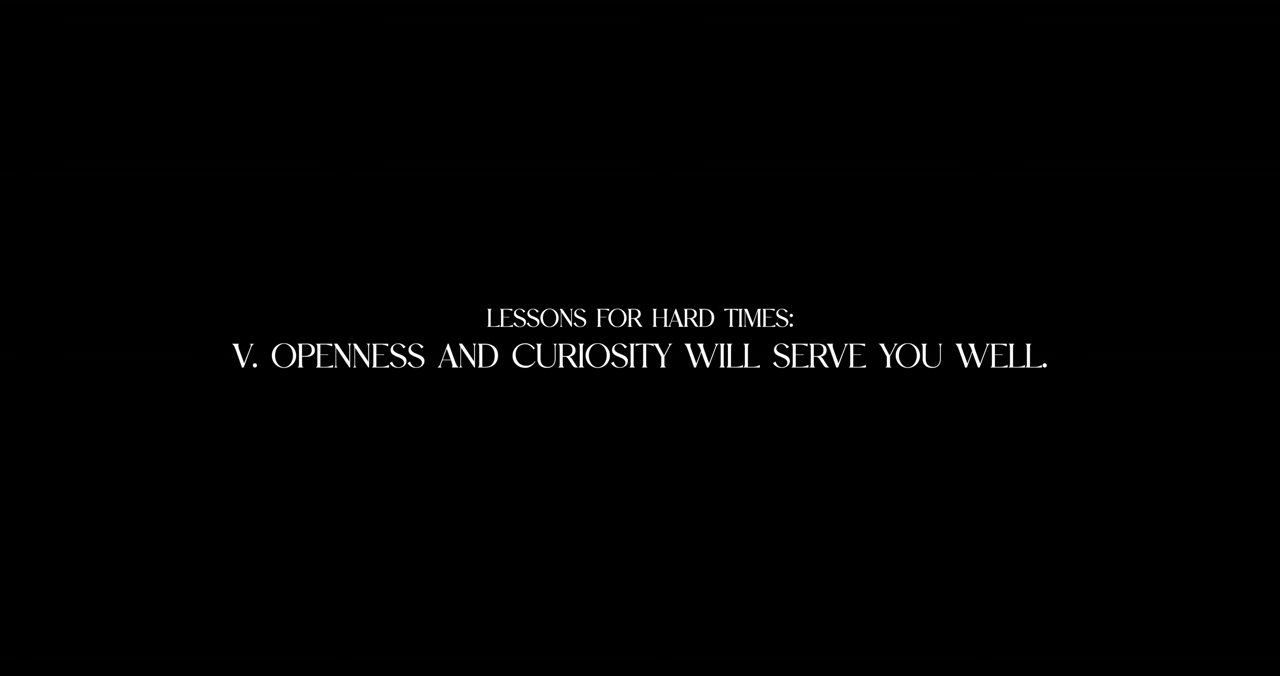 LESSONS FOR HARD TIMES:
V. OPENNESS AND CURIOSITY WILL SERVE YOU WELL.